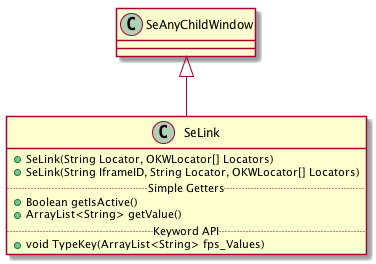 C SeAnyChildWindow
C SeLink
SeLink(String Locator, OKWLocator[] Locators)
SeLink(String IframeID, String Locator, OKWLocator[] Locators)
Simple Getters
Boolean getIsActive()
ArrayList<String> getValue()
Keyword API
void TypeKey(ArrayList<String> fps_Values)